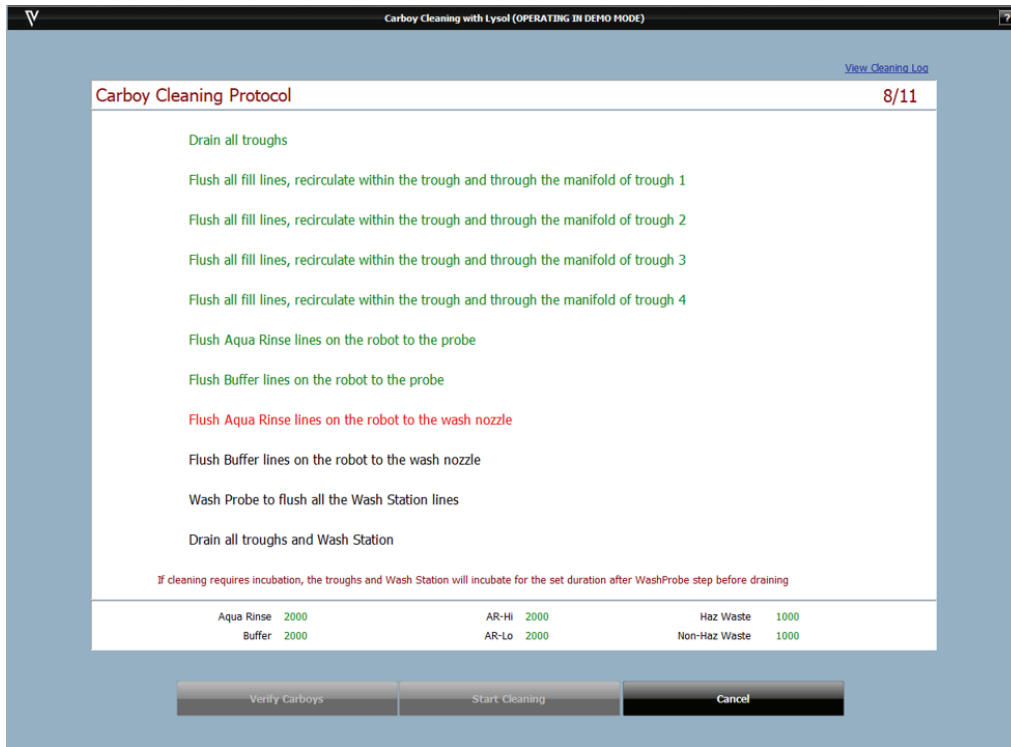 Carboy Cleaning with Lysol (OPERATING IN DEMO MODE)
?
View Cleaning Log
Carboy Cleaning Protocol 8/11
Drain all troughs
Flush all fill lines, recirculate within the trough and through the manifold of trough 1
Flush all fill lines, recirculate within the trough and through the manifold of trough 2
Flush all fill lines, recirculate within the trough and through the manifold of trough 3
Flush all fill lines, recirculate within the trough and through the manifold of trough 4
Flush Aqua Rinse lines on the robot to the probe
Flush Buffer lines on the robot to the probe
Flush Aqua Rinse lines on the robot to the wash nozzle
Flush Buffer lines on the robot to the wash nozzle
Wash Probe to flush all the Wash Station lines
Drain all troughs and Wash Station
If cleaning requires incubation, the troughs and Wash Station will incubate for the set duration after WashProbe step before draining
Aqua Rinse 2000 AR-Hi 2000 Haz Waste 1000
Buffer 2000 AR-Lo 2000 Non-Haz Waste 1000
Verify Carboys Start Cleaning Cancel